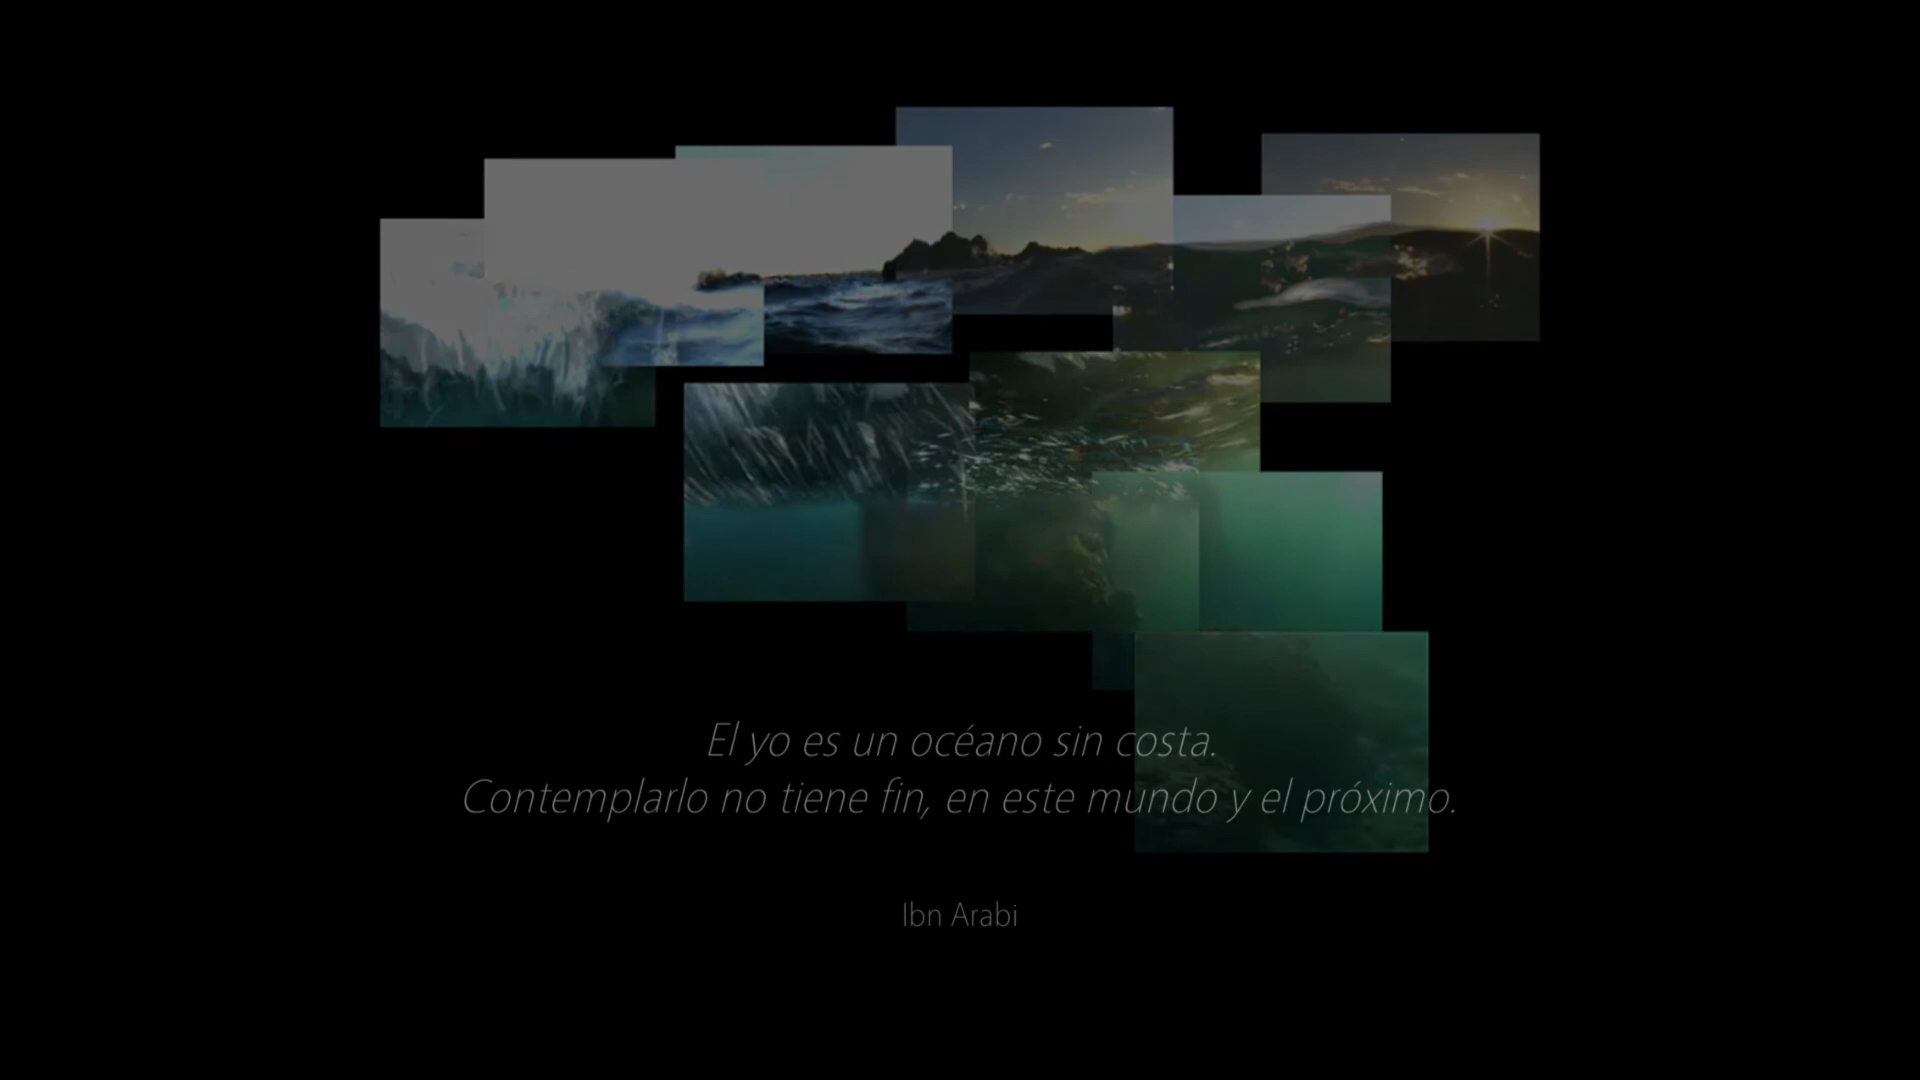 El yo es un océano sin costa.
Contemplarlo no tiene fin, en este mundo y el próximo.
Ibn Arabi